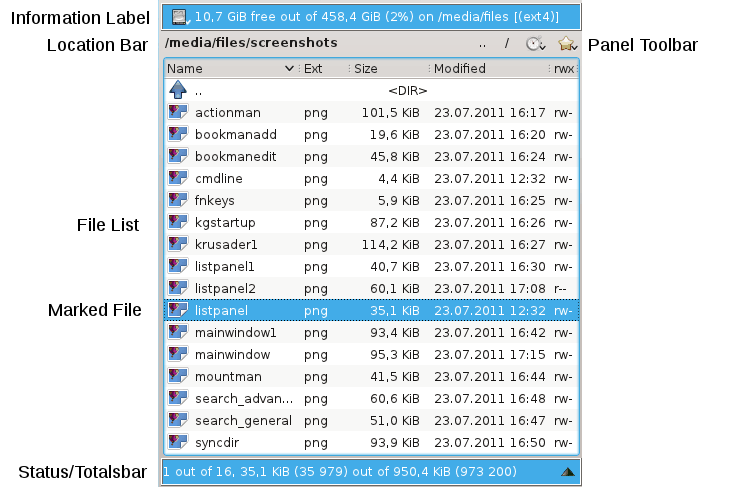 Information Label 10,7 GiB free out of 458,4 GiB (2%) on /media/files [(ext4)]
Location Bar /media/files/screenshots .. / Panel Toolbar
Name Ext Size Modified rwx
.. <DIR>
actionman png 101,5 KiB 23.07.2011 16:17 rw-
bookmanadd png 19,6 KiB 23.07.2011 16:20 rw-
bookmanedit png 45,8 KiB 23.07.2011 16:24 rw-
cmdline png 4,4 KiB 23.07.2011 12:32 rw-
fnkeys png 5,9 KiB 23.07.2011 16:25 rw-
File List kgstartup png 87,2 KiB 23.07.2011 16:26 rw-
krusader1 png 114,2 KiB 23.07.2011 16:27 rw-
listpanel1 png 40,7 KiB 23.07.2011 16:30 rw-
listpanel2 png 60,1 KiB 23.07.2011 17:08 r--
Marked File listpanel png 35,1 KiB 23.07.2011 12:32 rw-
mainwindow1 png 93,4 KiB 23.07.2011 16:42 rw-
mainwindow png 95,3 KiB 23.07.2011 17:15 rw-
mountman png 41,5 KiB 23.07.2011 16:44 rw-
search_advan... png 60,6 KiB 23.07.2011 16:48 rw-
search_general png 51,0 KiB 23.07.2011 16:47 rw-
syncdir png 93,9 KiB 23.07.2011 16:50 rw-
Status/Totalsbar 1 out of 16, 35,1 KiB (35 979) out of 950,4 KiB (973 200)